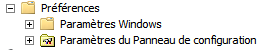 Préférences
Paramètres Windows
Paramètres du Panneau de configuration